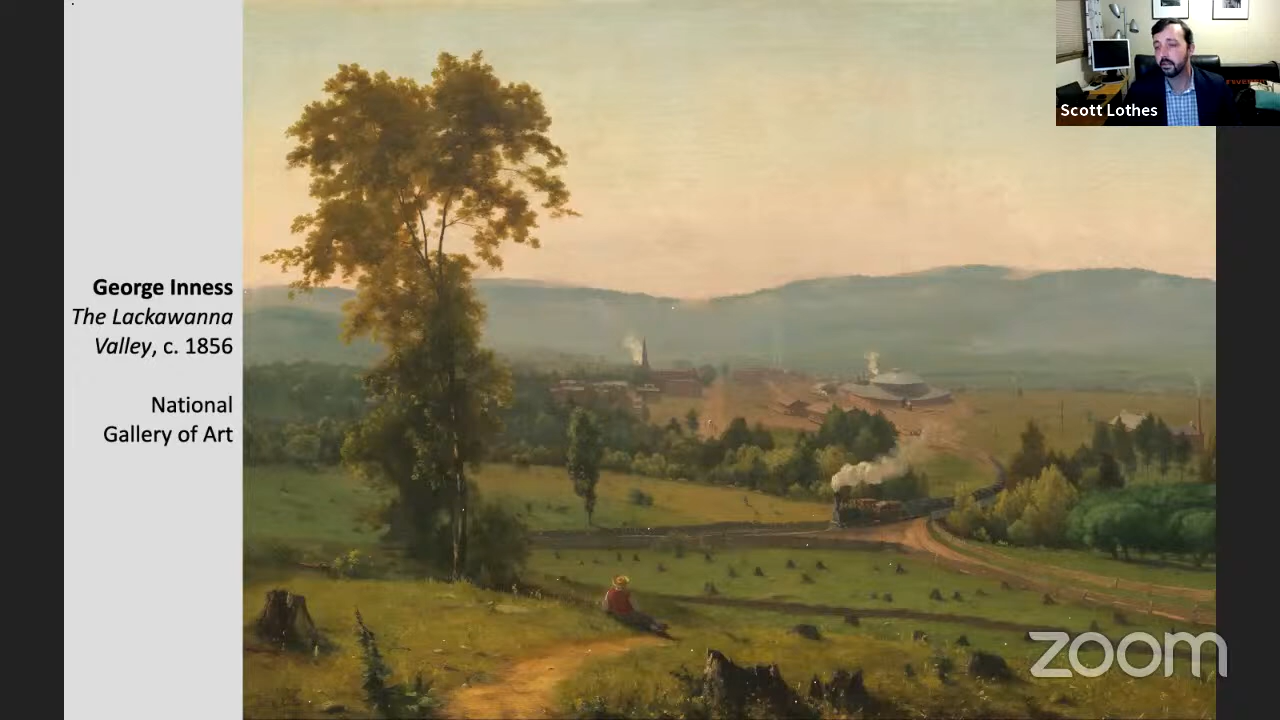 George Inness
The Lackawanna
Valley, c. 1856
National
Gallery of Art
Scott Lothes
zoom